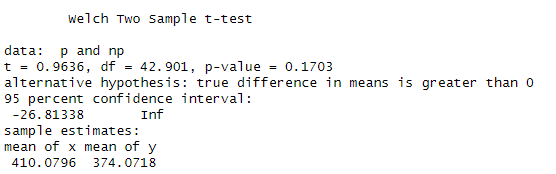 Welch Two Sample t-test
data: p and np
t = 0.9636, df = 42.901, p-value = 0.1703
alternative hypothesis: true difference in means is greater than 0
95 percent confidence interval:
-26.81338 Inf
sample estimates:
mean of x mean of y
410.0796 374.0718